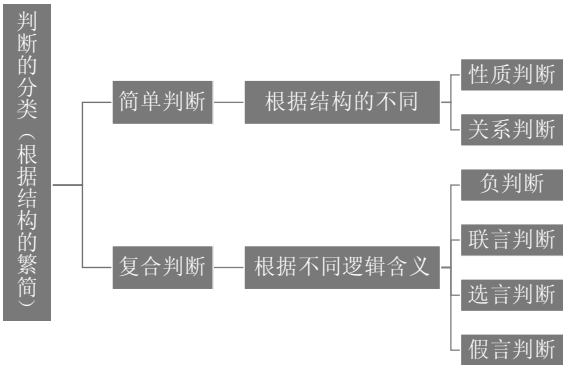 判断的分类（根据结构的繁简）
简单判断
根据结构的不同
性质判断
关系判断
复合判断
根据不同逻辑含义
负判断
联言判断
选言判断
假言判断